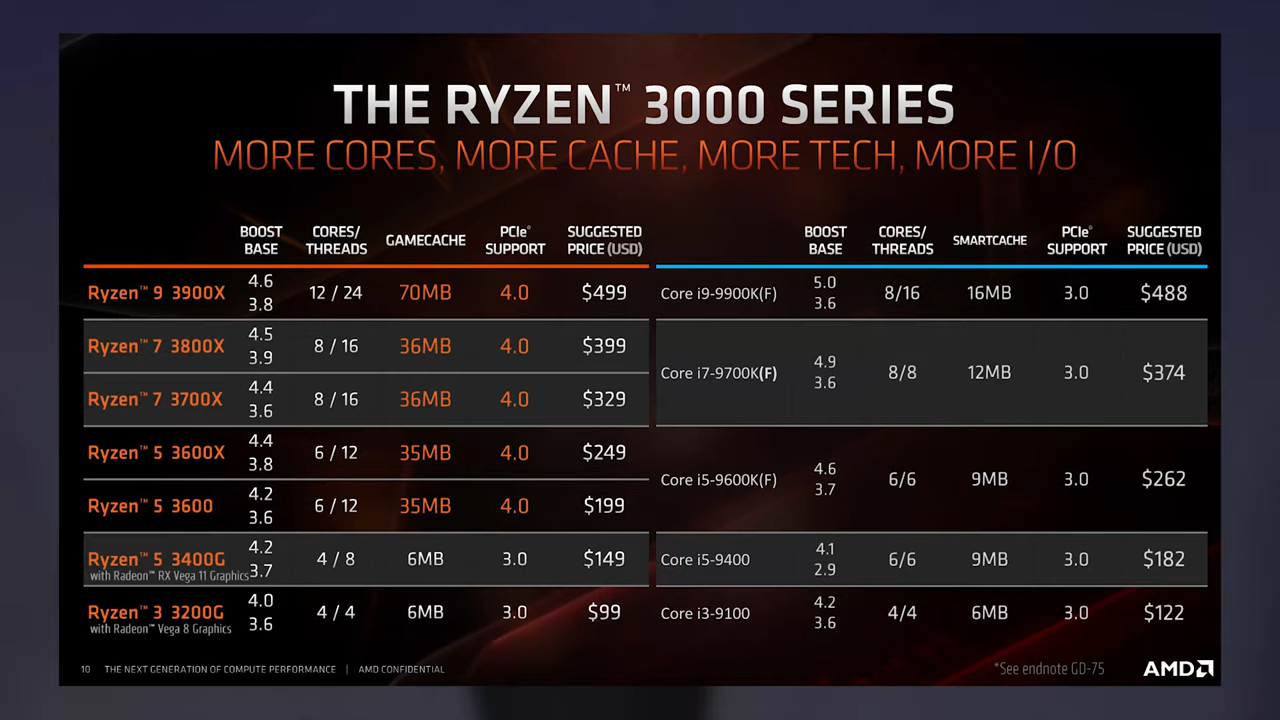 THE RYZEN™ 3000 SERIES
MORE CORES, MORE CACHE, MORE TECH, MORE I/O
BOOST BASE CORES/ THREADS GAMECACHE PCIe® SUPPORT SUGGESTED PRICE (USD)
Ryzen™ 9 3900X 4.6 3.8 12 / 24 70MB 4.0 $499
Ryzen™ 7 3800X 4.5 3.9 8 / 16 36MB 4.0 $399
Ryzen™ 7 3700X 4.4 3.6 8 / 16 36MB 4.0 $329
Ryzen™ 5 3600X 4.4 3.8 6 / 12 35MB 4.0 $249
Ryzen™ 5 3600 4.2 3.6 6 / 12 35MB 4.0 $199
Ryzen™ 5 3400G 4.2 3.7 4 / 8 6MB 3.0 $149
with Radeon™ RX Vega 11 Graphics
Ryzen™ 3 3200G 4.0 3.6 4 / 4 6MB 3.0 $99
with Radeon™ Vega 8 Graphics
BOOST BASE CORES/ THREADS SMARTCACHE PCIe® SUPPORT SUGGESTED PRICE (USD)
Core i9-9900K(F) 5.0 3.6 8/16 16MB 3.0 $488
Core i7-9700K(F) 4.9 3.6 8/8 12MB 3.0 $374
Core i5-9600K(F) 4.6 3.7 6/6 9MB 3.0 $262
Core i5-9400 4.1 2.9 6/6 9MB 3.0 $182
Core i3-9100 4.2 3.6 4/4 6MB 3.0 $122
10 THE NEXT GENERATION OF COMPUTE PERFORMANCE | AMD CONFIDENTIAL
*See endnote GD-75
AMD